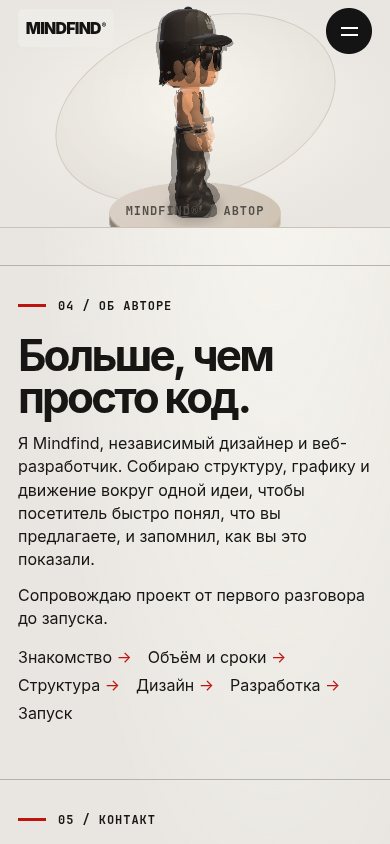 MINDFIND®
MINDFIND® АВТОР
04 / ОБ АВТОРЕ
Больше, чем
просто код.
Я Mindfind, независимый дизайнер и веб-
разработчик. Собираю структуру, графику и
движение вокруг одной идеи, чтобы
посетитель быстро понял, что вы
предлагаете, и запомнил, как вы это
показали.
Сопровождаю проект от первого разговора
до запуска.
Знакомство → Объём и сроки →
Структура → Дизайн → Разработка →
Запуск
05 / КОНТАКТ